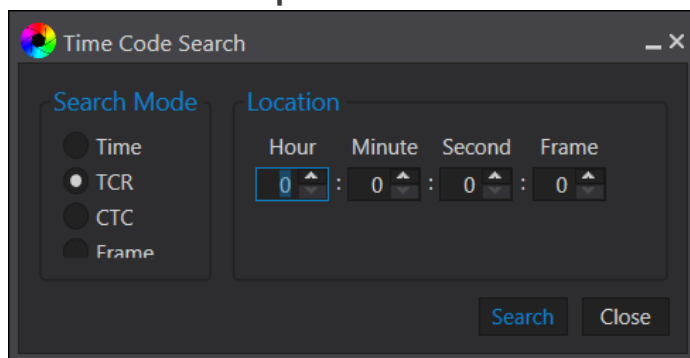 Time Code Search
Search Mode
Time
TCR
CTC
Frame
Location
Hour Minute Second Frame
0 : 0 : 0 : 0
Search Close